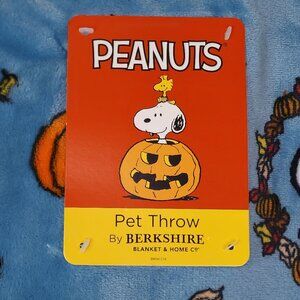 PEANUTS
Pet Throw
By BERKSHIRE
BLANKET & HOME CO®